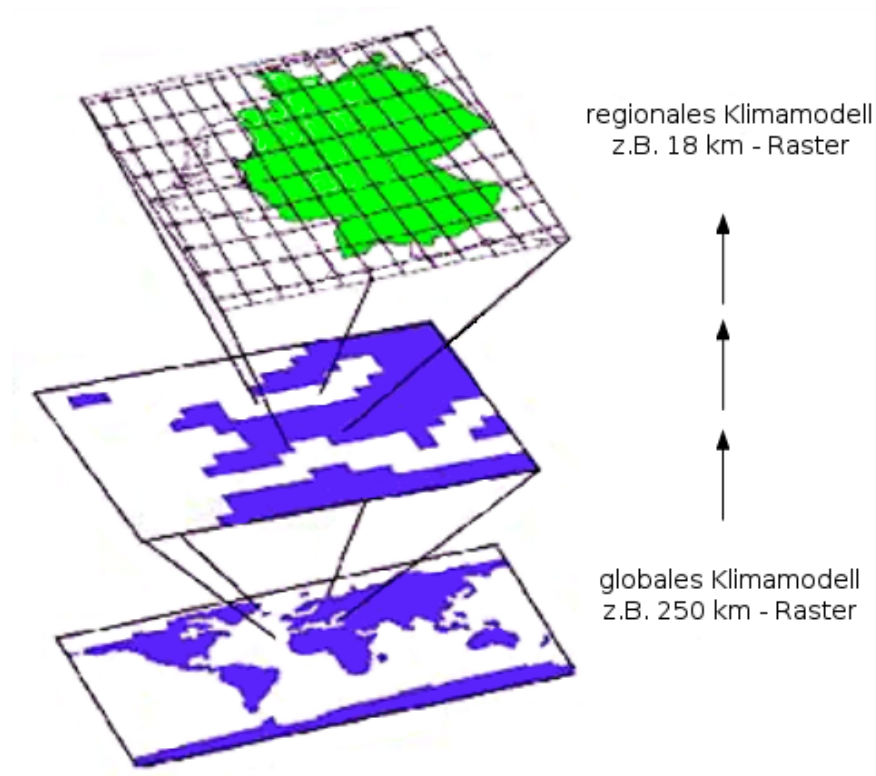 regionales Klimamodell
z.B. 18 km - Raster
globales Klimamodell
z.B. 250 km - Raster